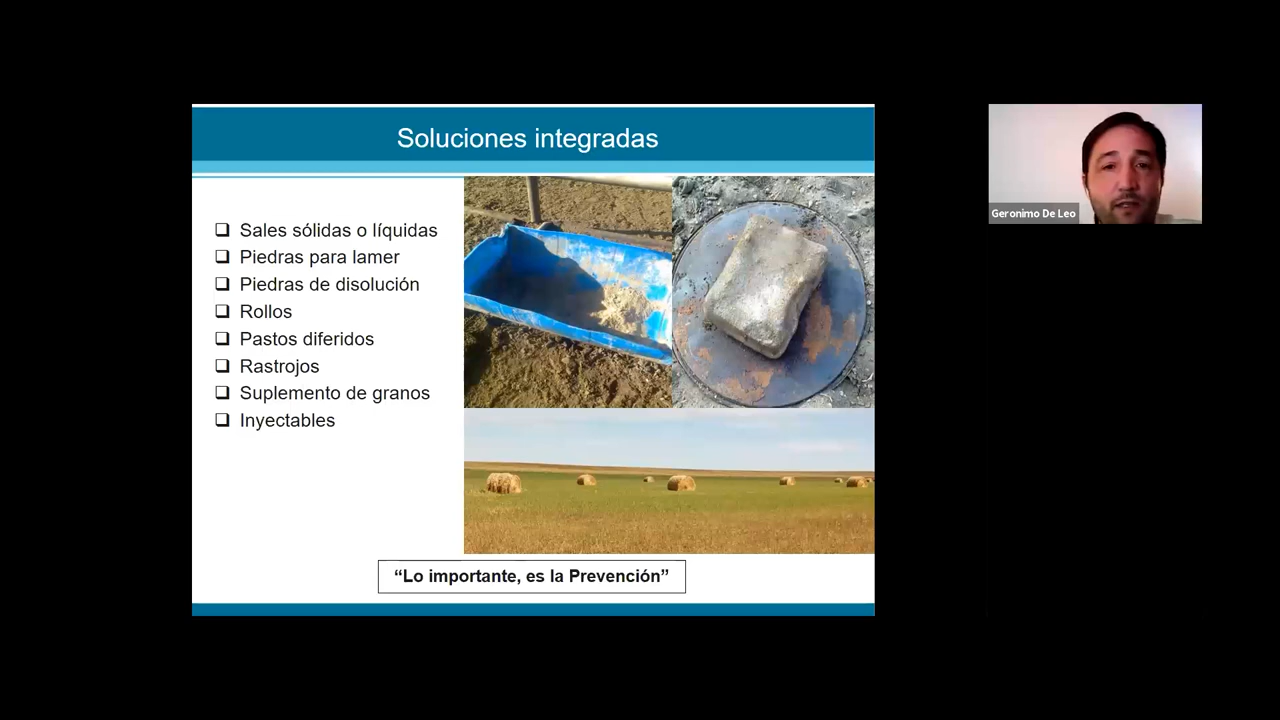 Soluciones integradas
Sales sólidas o líquidas
Piedras para lamer
Piedras de disolución
Rollos
Pastos diferidos
Rastrojos
Suplemento de granos
Inyectables
“Lo importante, es la Prevención”
Geronimo De Leo